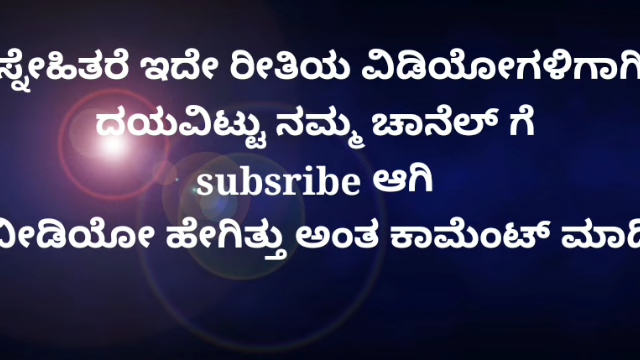 ಸ್ನೇಹಿತರೆ ಇದೇ ರೀತಿಯ ವಿಡಿಯೋಗಳಿಗಾಗಿ
ದಯವಿಟ್ಟು ನಮ್ಮ ಚಾನೆಲ್ ಗೆ
subsribe ಆಗಿ
ವೀಡಿಯೋ ಹೇಗಿತ್ತು ಅಂತ ಕಾಮೆಂಟ್ ಮಾಡಿ